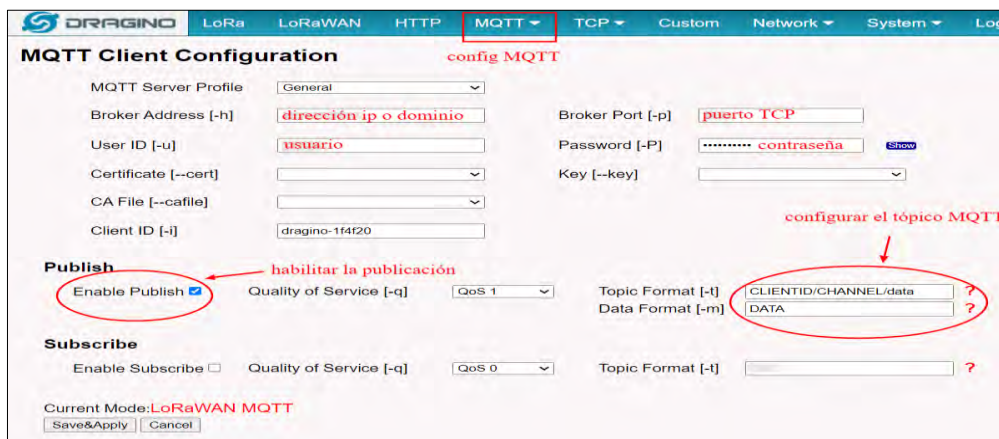 DRAGINO LoRa LoRaWAN HTTP MQTT TCP Custom Network System Log
MQTT Client Configuration config MQTT
MQTT Server Profile General
Broker Address [-h] dirección ip o dominio Broker Port [-p] puerto TCP
User ID [-u] usuario Password [-P] •••••••••• contraseña Show
Certificate [--cert] Key [--key]
CA File [--cafile]
configurar el tópico MQTT
Client ID [-i] dragino-1f4f20
Publish habilitar la publicación
Enable Publish Quality of Service [-q] QoS 1 Topic Format [-t] CLIENTID/CHANNEL/data ?
Data Format [-m] DATA ?
Subscribe
Enable Subscribe Quality of Service [-q] QoS 0 Topic Format [-t] ?
Current Mode:LoRaWAN MQTT
Save&Apply Cancel